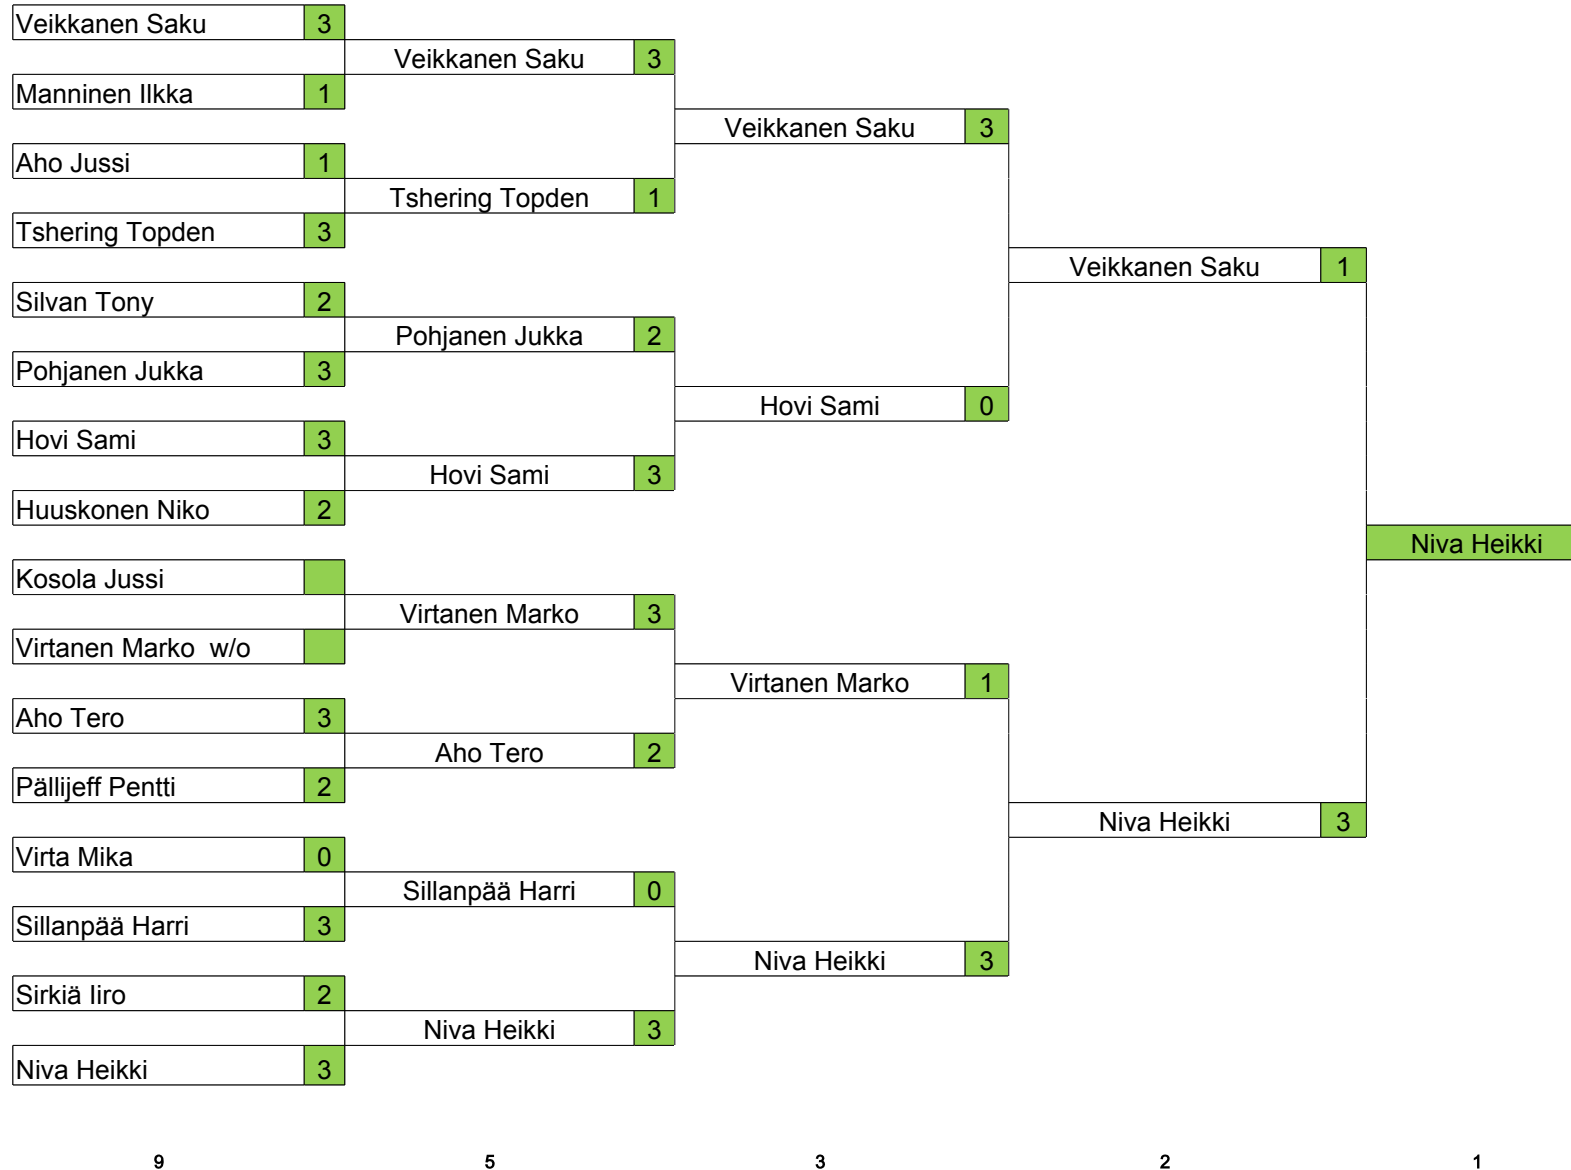 Veikkanen Saku 3
Veikkanen Saku 3
Manninen Ilkka 1
Veikkanen Saku 3
Aho Jussi 1
Tshering Topden 1
Tshering Topden 3
Veikkanen Saku 1
Silvan Tony 2
Pohjanen Jukka 2
Pohjanen Jukka 3
Hovi Sami 0
Hovi Sami 3
Hovi Sami 3
Huuskonen Niko 2
Niva Heikki
Kosola Jussi
Virtanen Marko 3
Virtanen Marko w/o
Virtanen Marko 1
Aho Tero 3
Aho Tero 2
Pällijeff Pentti 2
Niva Heikki 3
Virta Mika 0
Sillanpää Harri 0
Sillanpää Harri 3
Niva Heikki 3
Sirkiä Iiro 2
Niva Heikki 3
Niva Heikki 3
9 5 3 2 1